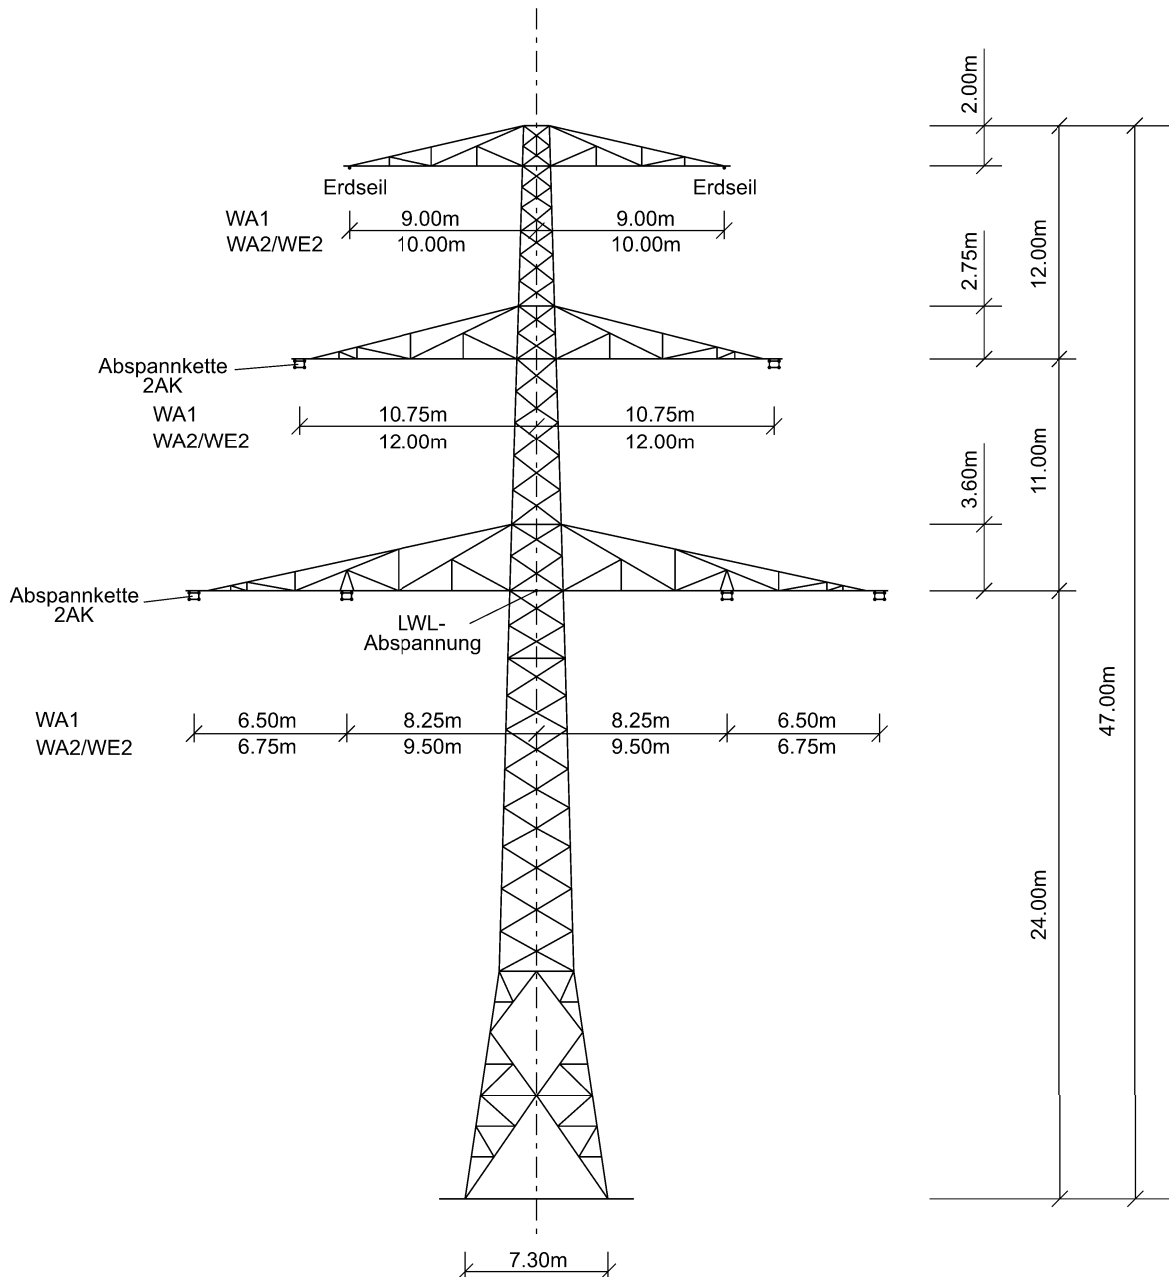 2.00m
Erdseil
Erdseil
WA1
9.00m
9.00m
WA2/WE2
10.00m
10.00m
2.75m
12.00m
Abspannkette
2AK
WA1
10.75m
10.75m
WA2/WE2
12.00m
12.00m
3.60m
11.00m
Abspannkette
2AK
LWL-
Abspannung
WA1
6.50m
8.25m
8.25m
6.50m
WA2/WE2
6.75m
9.50m
9.50m
6.75m
47.00m
24.00m
7.30m